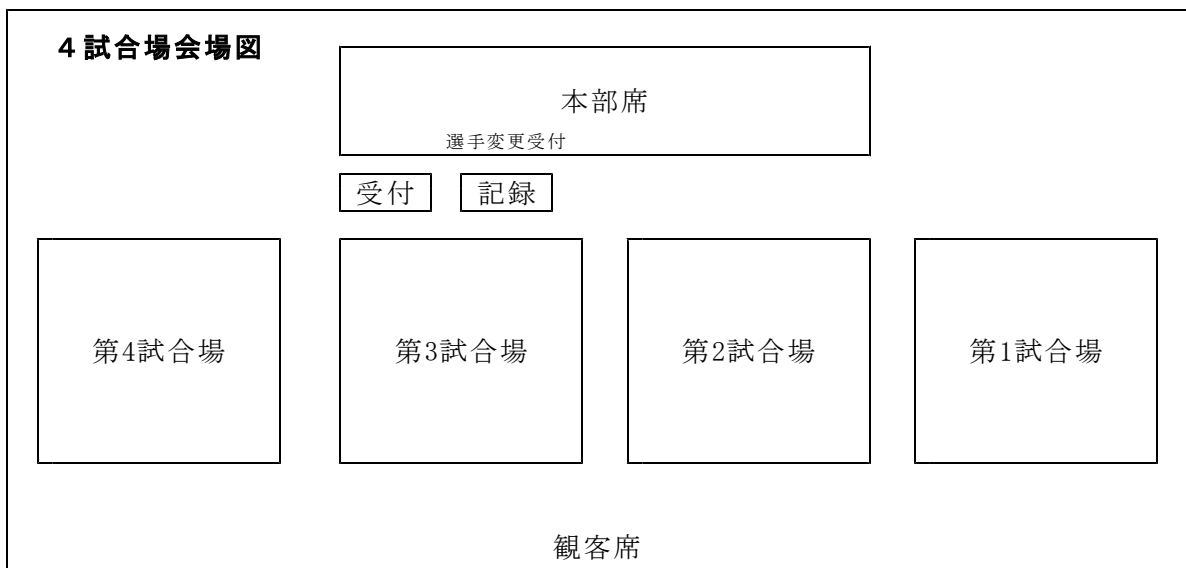 ４試合場会場図
本部席
選手変更受付
受付 記録
第4試合場 第3試合場 第2試合場 第1試合場
観客席